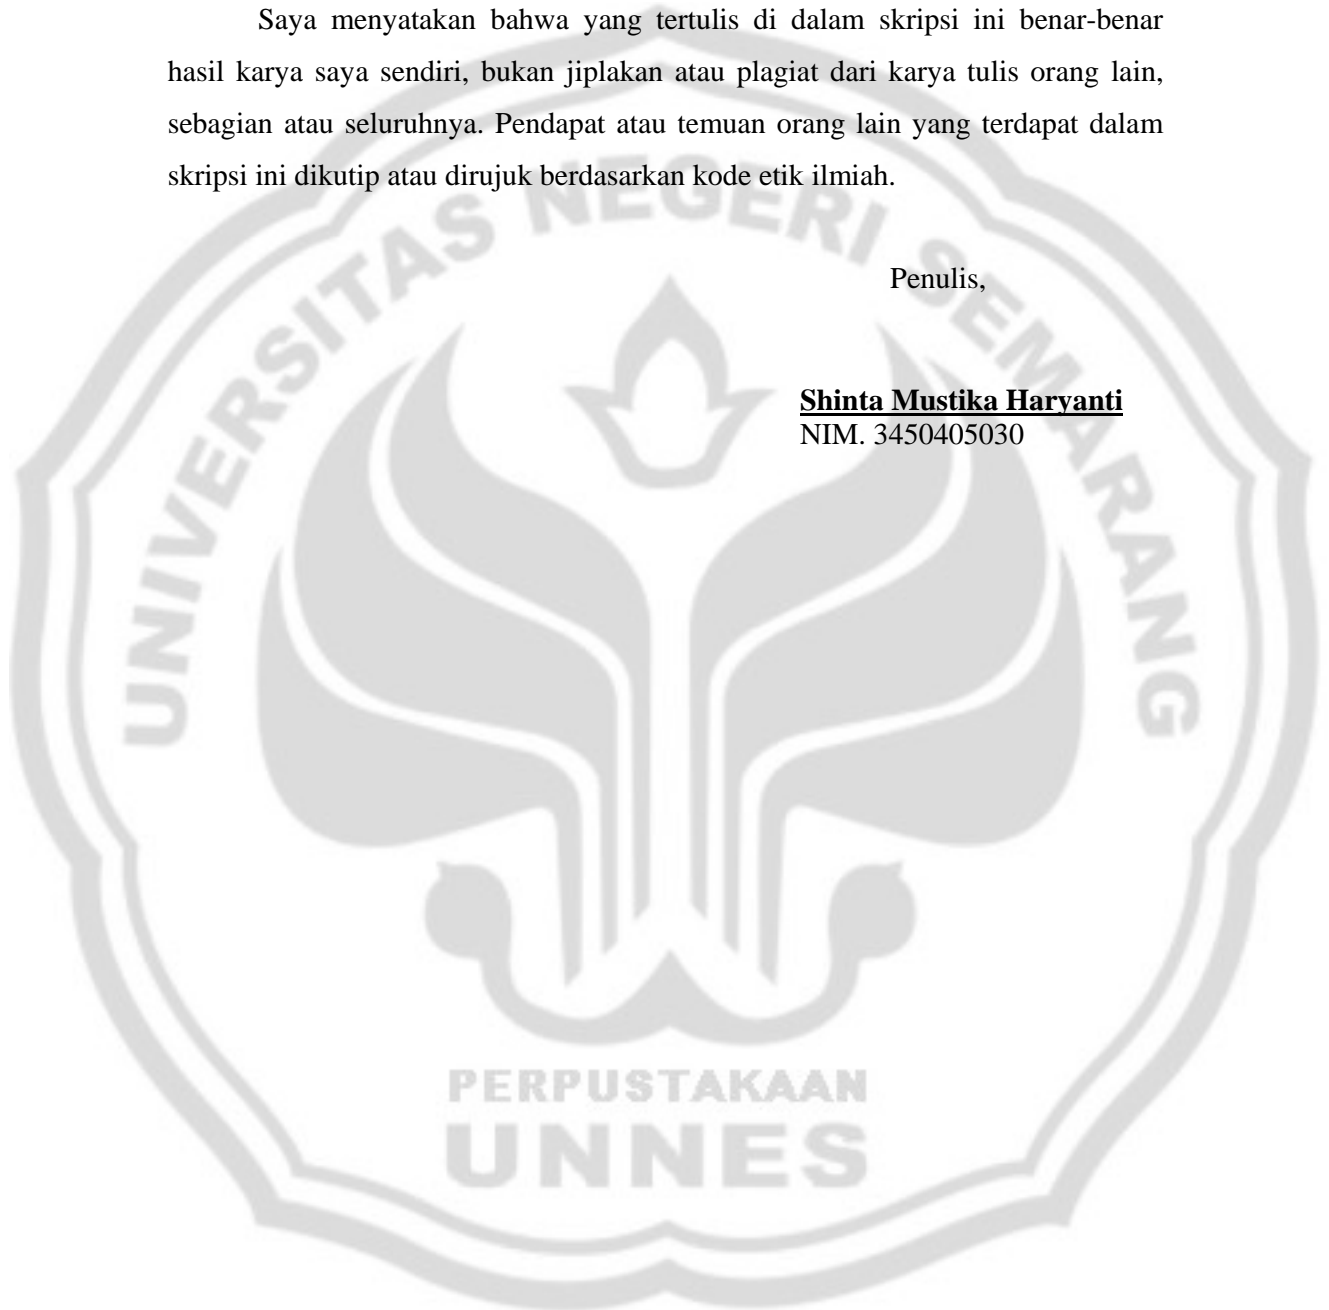 Saya menyatakan bahwa yang tertulis di dalam skripsi ini benar-benar
hasil karya saya sendiri, bukan jiplakan atau plagiat dari karya tulis orang lain,
sebagian atau seluruhnya. Pendapat atau temuan orang lain yang terdapat dalam
skripsi ini dikutip atau dirujuk berdasarkan kode etik ilmiah.
Penulis,
Shinta Mustika Haryanti
NIM. 3450405030
UNIVERSITAS NEGERI SEMARANG
PERPUSTAKAAN
UNNES